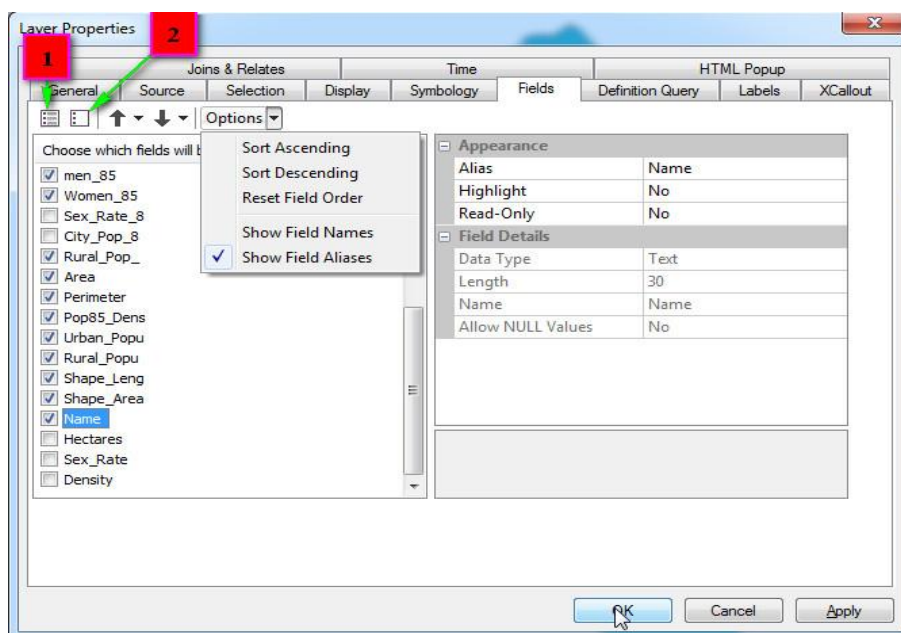 Layer Properties
1
2
Joins & Relates Time HTML Popup
General Source Selection Display Symbology Fields Definition Query Labels XCallout
Options
Choose which fields will b
Sort Ascending
Sort Descending
Reset Field Order
Show Field Names
Show Field Aliases
men_85
Women_85
Sex_Rate_8
City_Pop_8
Rural_Pop_
Area
Perimeter
Pop85_Dens
Urban_Popu
Rural_Popu
Shape_Leng
Shape_Area
Name
Hectares
Sex_Rate
Density
Appearance
Alias Name
Highlight No
Read-Only No
Field Details
Data Type Text
Length 30
Name Name
Allow NULL Values No
OK Cancel Apply